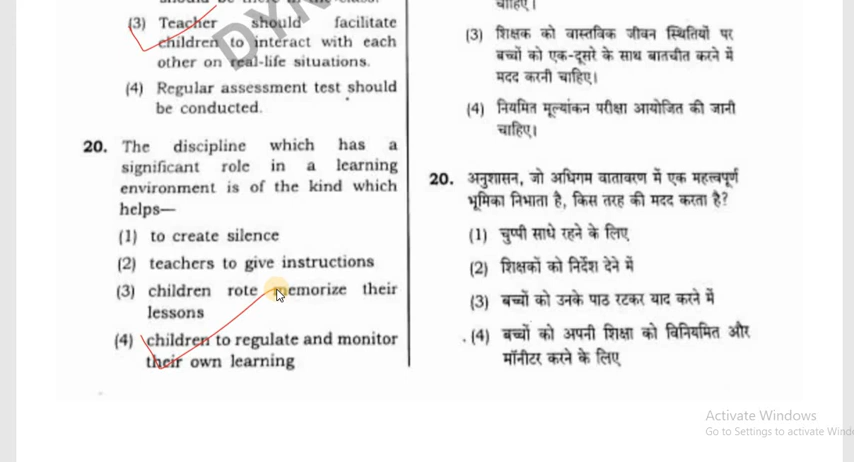 (3) Teacher should facilitate
children to interact with each
other on real-life situations.
(4) Regular assessment test should
be conducted.
20. The discipline which has a
significant role in a learning
environment is of the kind which
helps—
(1) to create silence
(2) teachers to give instructions
(3) children rote memorize their
lessons
(4) children to regulate and monitor
their own learning
चाहिए।
(3) शिक्षक को वास्तविक जीवन स्थितियों पर
बच्चों को एक-दूसरे के साथ बातचीत करने में
मदद करनी चाहिए।
(4) नियमित मूल्यांकन परीक्षा आयोजित की जानी
चाहिए।
20. अनुशासन, जो अधिगम वातावरण में एक महत्त्वपूर्ण
भूमिका निभाता है, किस तरह की मदद करता है?
(1) चुप्पी साधे रहने के लिए
(2) शिक्षकों को निर्देश देने में
(3) बच्चों को उनके पाठ रटकर याद करने में
(4) बच्चों को अपनी शिक्षा को विनियमित और
मॉनीटर करने के लिए
Activate Windows
Go to Settings to activate